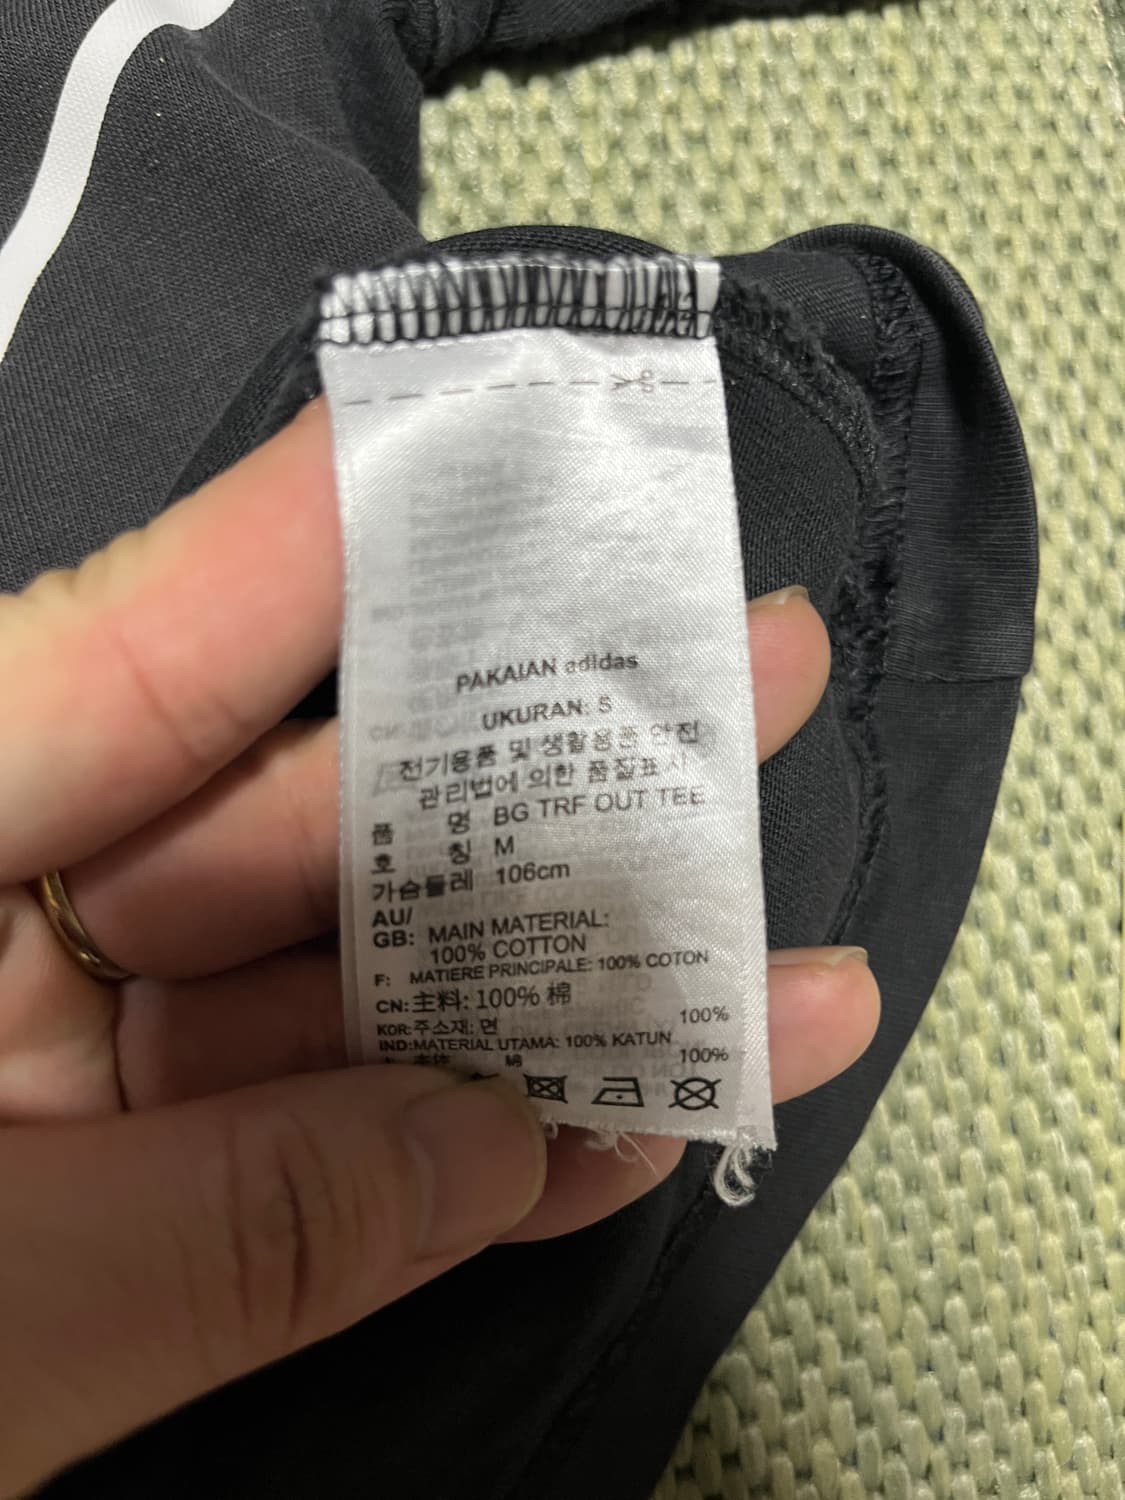 PAKAIAN adidas
UKURAN: S
전기용품 및 생활용품 안전
관리법에 의한 품질표시
품 명 BG TRF OUT TEE
호 칭 M
가슴둘레 106cm
AU/
GB: MAIN MATERIAL:
100% COTTON
F: MATIERE PRINCIPALE: 100% COTON
CN: 主料: 100% 棉
KOR: 주소재: 면 100%
IND: MATERIAL UTAMA: 100% KATUN
本体 綿 100%